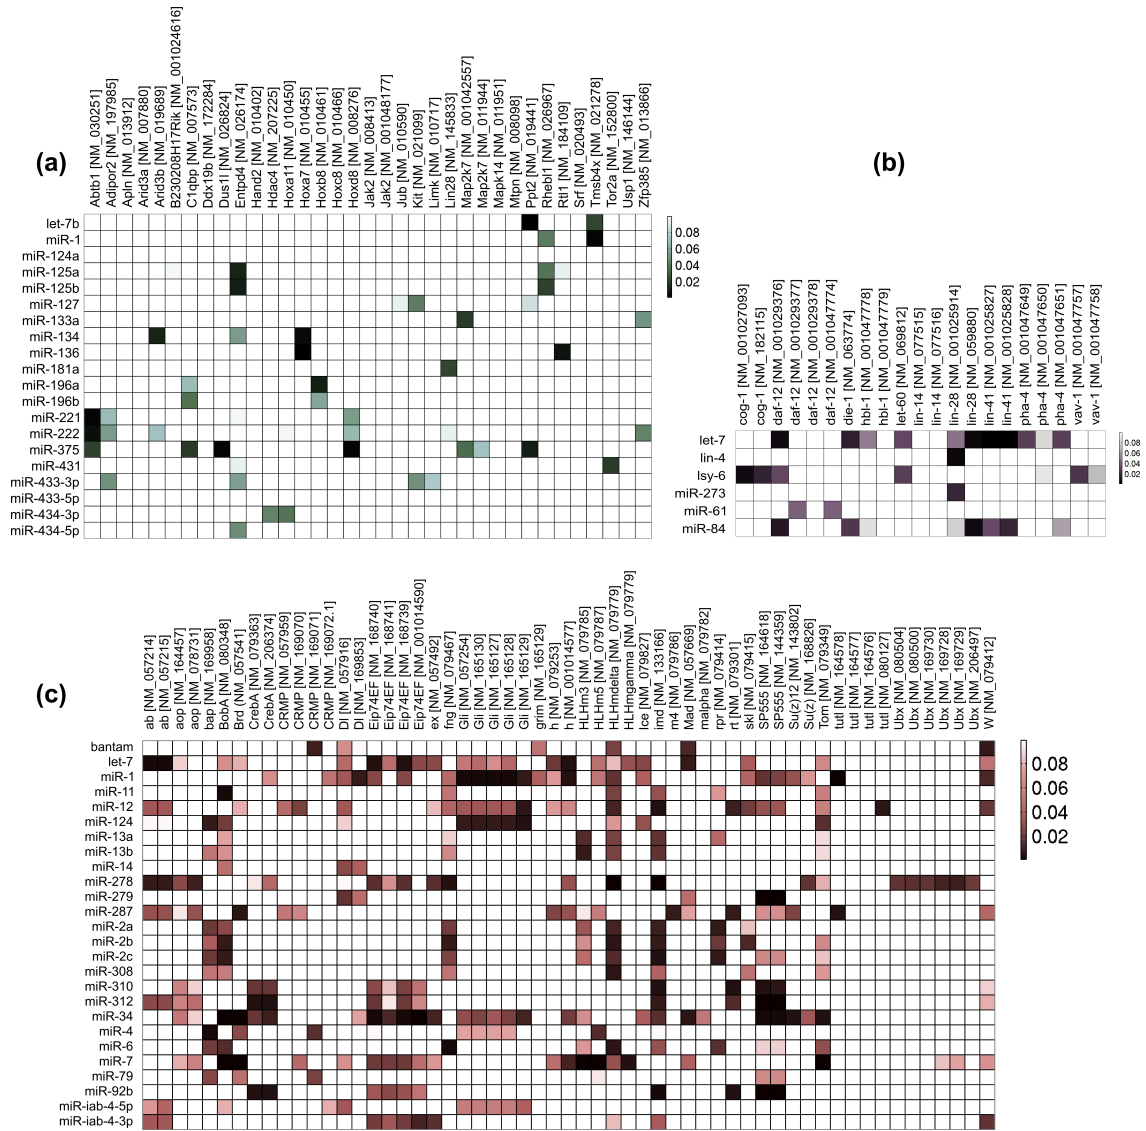 (a)
(b)
(c)
Abtb1 [NM_030251]
Adipor2 [NM_197985]
Apln [NM_013912]
Arid3a [NM_007880]
Arid3b [NM_019689]
B230208H17Rik [NM_001024616]
C1qbp [NM_007573]
Ddx19b [NM_172284]
Dus1l [NM_026824]
Entpd4 [NM_026174]
Hand2 [NM_010402]
Hdac4 [NM_207225]
Hoxa11 [NM_010450]
Hoxa7 [NM_010455]
Hoxb8 [NM_010461]
Hoxc8 [NM_010466]
Hoxd8 [NM_008276]
Jak2 [NM_008413]
Jak2 [NM_001048177]
Jub [NM_010590]
Kit [NM_021099]
Limk [NM_010717]
Lin28 [NM_145833]
Map2k7 [NM_001042557]
Map2k7 [NM_011944]
Mapk14 [NM_011951]
Mtpn [NM_008098]
Ppt2 [NM_019441]
Rhebl1 [NM_026967]
Rtl1 [NM_184109]
Srf [NM_020493]
Tmsb4x [NM_021278]
Tor2a [NM_152800]
Usp1 [NM_146144]
Zfp385 [NM_013866]
let-7b
miR-1
miR-124a
miR-125a
miR-125b
miR-127
miR-133a
miR-134
miR-136
miR-181a
miR-196a
miR-196b
miR-221
miR-222
miR-375
miR-431
miR-433-3p
miR-433-5p
miR-434-3p
miR-434-5p
0.08
0.06
0.04
0.02
cog-1 [NM_001027093]
cog-1 [NM_182115]
daf-12 [NM_001029376]
daf-12 [NM_001029377]
daf-12 [NM_001029378]
daf-12 [NM_001047774]
die-1 [NM_063774]
hbl-1 [NM_001047778]
hbl-1 [NM_001047779]
let-60 [NM_069812]
lin-14 [NM_077515]
lin-14 [NM_077516]
lin-28 [NM_001025914]
lin-28 [NM_059880]
lin-41 [NM_001025827]
lin-41 [NM_001025828]
pha-4 [NM_001047649]
pha-4 [NM_001047650]
pha-4 [NM_001047651]
vav-1 [NM_001047757]
vav-1 [NM_001047758]
let-7
lin-4
lsy-6
miR-273
miR-61
miR-84
0.08
0.06
0.04
0.02
ab [NM_057214]
ab [NM_057215]
aop [NM_164457]
aop [NM_078731]
bap [NM_169958]
BobA [NM_080348]
Brd (NM_057541]
CrebA [NM_079363]
CrebA [NM_206374]
CRMP [NM_057959]
CRMP [NM_169070]
CRMP [NM_169071]
CRMP [NM_169072.1]
Dl [NM_057916]
Dl [NM_169853]
Eip74EF [NM_168740]
Eip74EF [NM_168741]
Eip74EF [NM_168739]
Eip74EF [NM_001014590]
ex [NM_057492]
fng [NM_079467]
Gli [NM_057254]
Gli [NM_165130]
Gli [NM_165127]
Gli [NM_165128]
Gli [NM_165129]
grim [NM_165129]
h [NM_079253]
h [NM_001014577]
HLHm3 [NM_079785]
HLHm5 [NM_079787]
HLHmdelta [NM_079779]
HLHmgamma [NM_079779]
Ice [NM_079827]
imd [NM_133166]
m4 [NM_079786]
Mad [NM_057669]
malpha [NM_079782]
rpr [NM_079414]
rt [NM_079301]
skl [NM_079415]
SP555 [NM_164618]
SP555 [NM_144359]
Su(z)12 [NM_143802]
Su(z) [NM_168826]
Tom [NM_079349]
tutl [NM_164578]
tutl [NM_164577]
tutl [NM_164576]
tutl [NM_080127]
Ubx [NM_080504]
Ubx [NM_080500]
Ubx [NM_169730]
Ubx [NM_169728]
Ubx [NM_169729]
Ubx [NM_206497]
W [NM_079412]
bantam
let-7
miR-1
miR-11
miR-12
miR-124
miR-13a
miR-13b
miR-14
miR-278
miR-279
miR-287
miR-2a
miR-2b
miR-2c
miR-308
miR-310
miR-312
miR-34
miR-4
miR-6
miR-7
miR-79
miR-92b
miR-iab-4-5p
miR-iab-4-3p
0.08
0.06
0.04
0.02